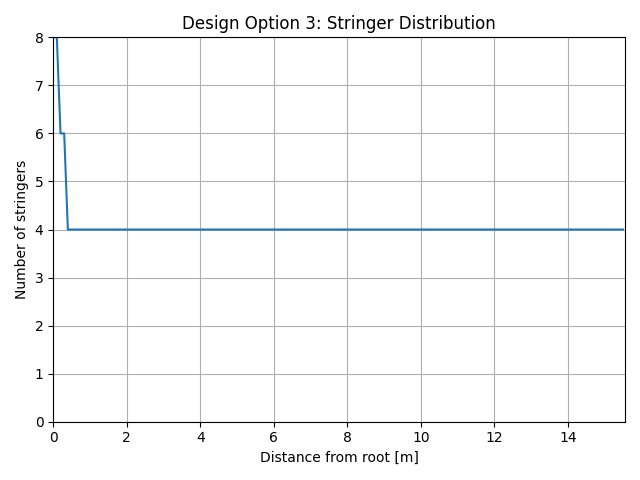 Design Option 3: Stringer Distribution
Number of stringers
8
7
6
5
4
3
2
1
0
0 2 4 6 8 10 12 14
Distance from root [m]